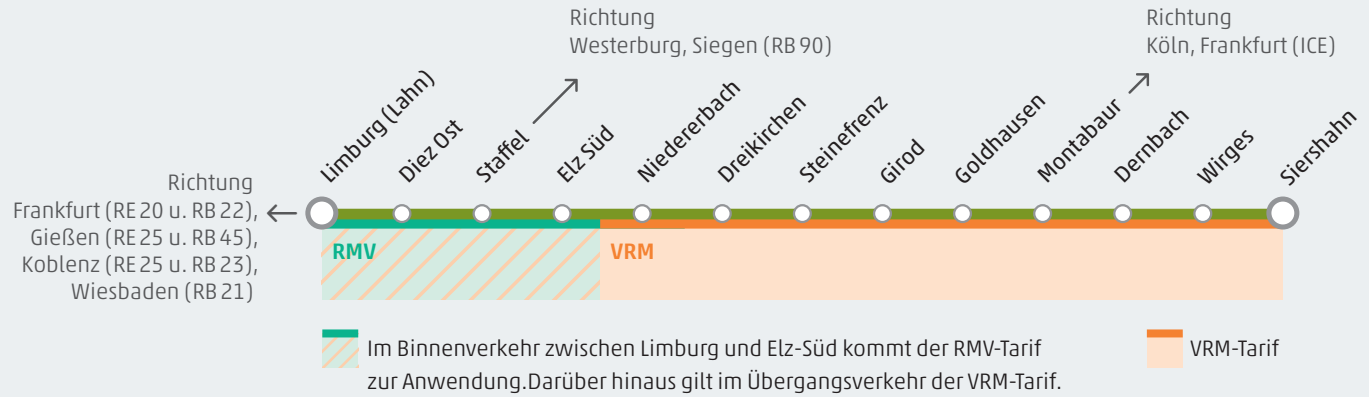 Richtung
Westerburg, Siegen (RB 90)
Richtung
Köln, Frankfurt (ICE)
Limburg (Lahn)
Diez Ost
Staffel
Elz Süd
Niedererbach
Dreikirchen
Steinefrenz
Girod
Goldhausen
Montabaur
Dernbach
Wirges
Siershahn
Richtung
Frankfurt (RE 20 u. RB 22),
Gießen (RE 25 u. RB 45),
Koblenz (RE 25 u. RB 23),
Wiesbaden (RB 21)
RMV
VRM
Im Binnenverkehr zwischen Limburg und Elz-Süd kommt der RMV-Tarif
zur Anwendung.Darüber hinaus gilt im Übergangsverkehr der VRM-Tarif.
VRM-Tarif